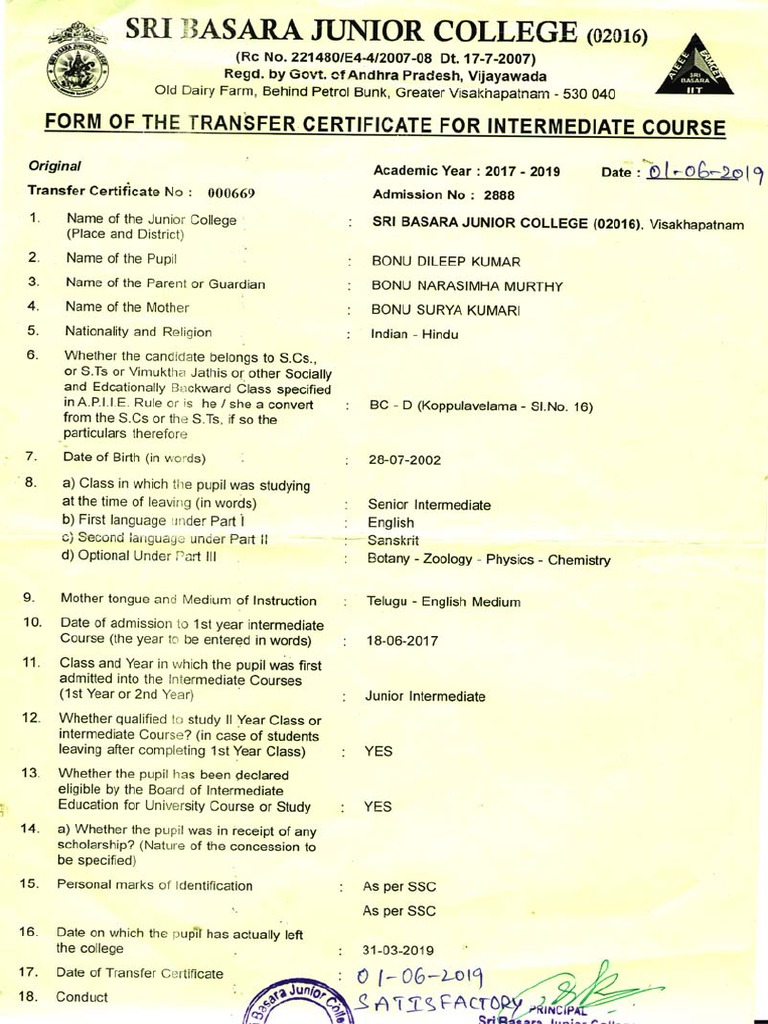 SRI BASARA JUNIOR COLLEGE (02016)
(Rc No. 221480/E4-4/2007-08 Dt. 17-7-2007)
Regd. by Govt. of Andhra Pradesh, Vijayawada
Old Dairy Farm, Behind Petrol Bunk, Greater Visakhapatnam - 530 040
AIEEE EAMCET
SRI BASARA
IIT
FORM OF THE TRANSFER CERTIFICATE FOR INTERMEDIATE COURSE
Original
Academic Year : 2017 - 2019 Date : 01-06-2019
Transfer Certificate No : 000669 Admission No : 2888
1. Name of the Junior College (Place and District) : SRI BASARA JUNIOR COLLEGE (02016), Visakhapatnam
2. Name of the Pupil : BONU DILEEP KUMAR
3. Name of the Parent or Guardian : BONU NARASIMHA MURTHY
4. Name of the Mother : BONU SURYA KUMARI
5. Nationality and Religion : Indian - Hindu
6. Whether the candidate belongs to S.Cs.,
or S.Ts or Vimuktha Jathis or other Socially
and Edcationally Backward Class specified
in A.P.I.I.E. Rule or is he / she a convert : BC - D (Koppulavelama - Sl.No. 16)
from the S.Cs or the S.Ts, if so the
particulars therefore
7. Date of Birth (in words) : 28-07-2002
8. a) Class in which the pupil was studying
at the time of leaving (in words) : Senior Intermediate
b) First language under Part I : English
c) Second language under Part II : Sanskrit
d) Optional Under Part III : Botany - Zoology - Physics - Chemistry
9. Mother tongue and Medium of Instruction : Telugu - English Medium
10. Date of admission to 1st year intermediate
Course (the year to be entered in words) : 18-06-2017
11. Class and Year in which the pupil was first
admitted into the Intermediate Courses
(1st Year or 2nd Year) : Junior Intermediate
12. Whether qualified to study II Year Class or
intermediate Course? (in case of students
leaving after completing 1st Year Class) : YES
13. Whether the pupil has been declared
eligible by the Board of Intermediate
Education for University Course or Study : YES
14. a) Whether the pupil was in receipt of any
scholarship? (Nature of the concession to
be specified)
15. Personal marks of Identification : As per SSC
As per SSC
16. Date on which the pupil has actually left
the college : 31-03-2019
17. Date of Transfer Certificate : 01-06-2019
18. Conduct : SATISFACTORY
Basara Junior
PRINCIPAL
Sri Basara Junior